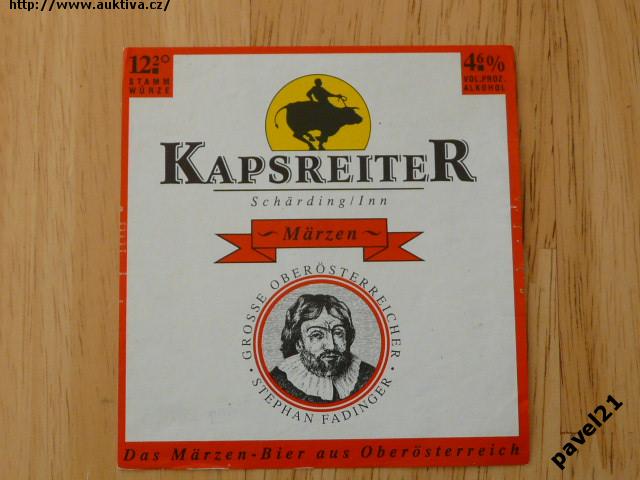 http://www.auktiva.cz/
12,2°
STAMM
WÜRZE
4,6%
VOL.PROZ.
ALKOHOL
KAPSREITER
Schärding/Inn
~ Märzen ~
GROSSE OBERÖSTERREICHER
· STEPHAN FADINGER ·
Das Märzen-Bier aus Oberösterreich
pavel21